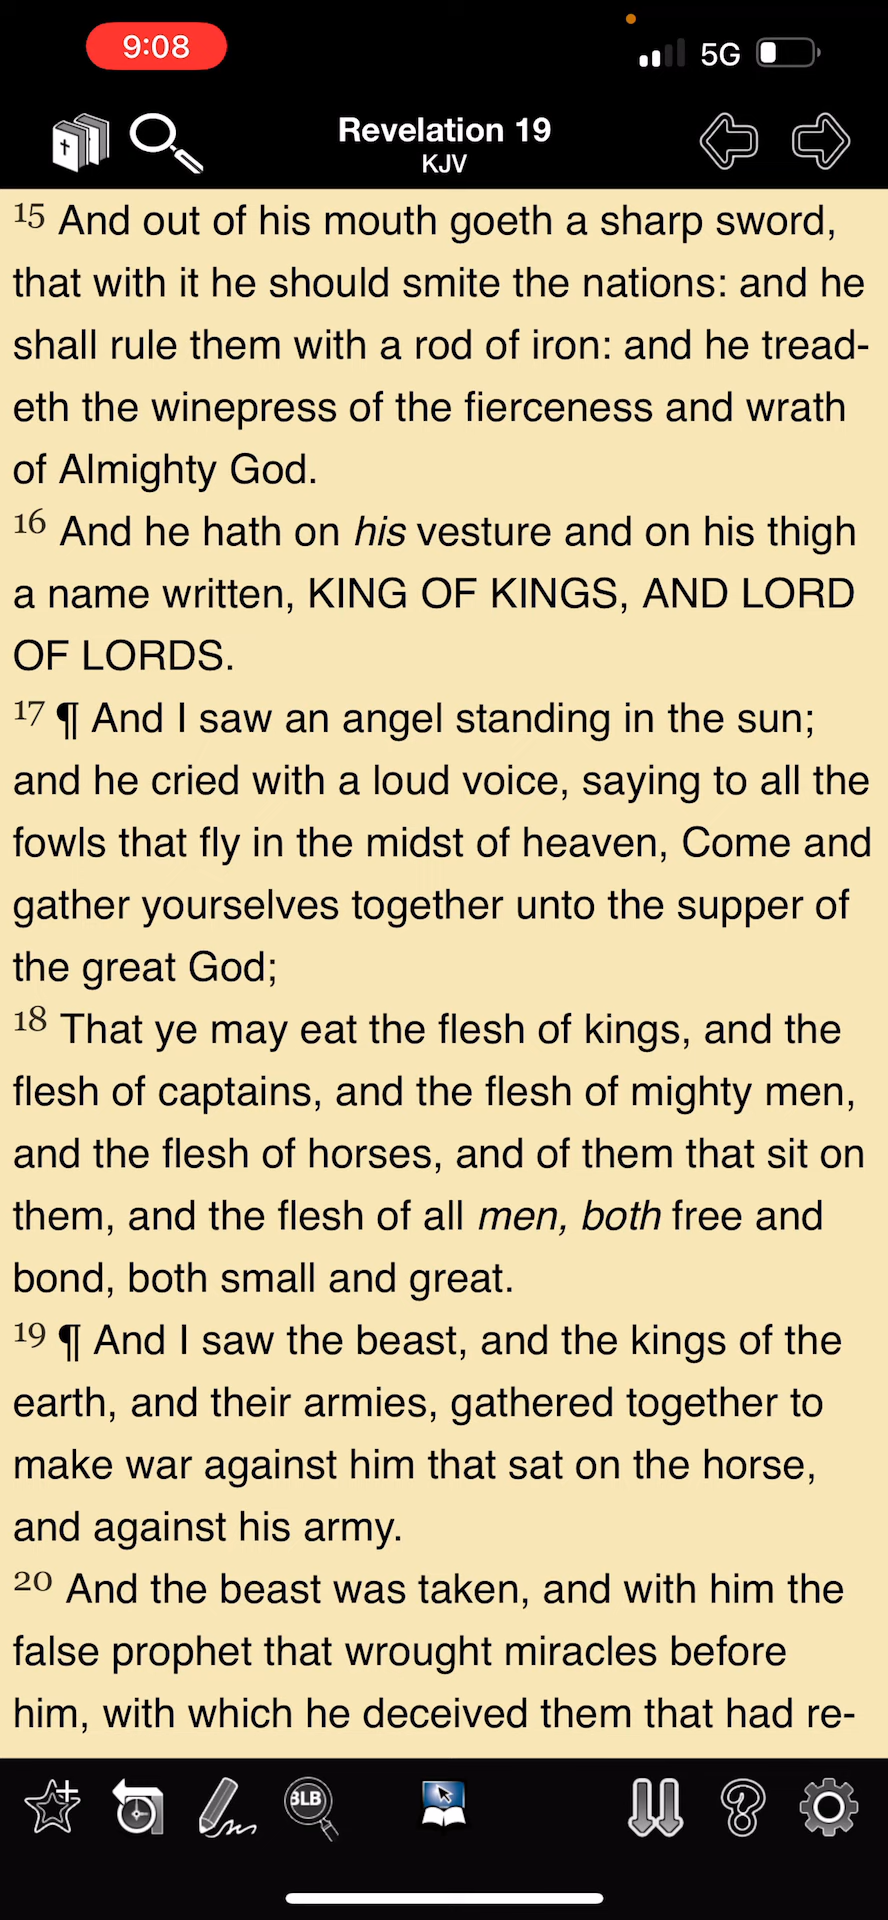 9:08
5G
Revelation 19
KJV
15 And out of his mouth goeth a sharp sword,
that with it he should smite the nations: and he
shall rule them with a rod of iron: and he tread-
eth the winepress of the fierceness and wrath
of Almighty God.
16 And he hath on his vesture and on his thigh
a name written, KING OF KINGS, AND LORD
OF LORDS.
17 ¶ And I saw an angel standing in the sun;
and he cried with a loud voice, saying to all the
fowls that fly in the midst of heaven, Come and
gather yourselves together unto the supper of
the great God;
18 That ye may eat the flesh of kings, and the
flesh of captains, and the flesh of mighty men,
and the flesh of horses, and of them that sit on
them, and the flesh of all men, both free and
bond, both small and great.
19 ¶ And I saw the beast, and the kings of the
earth, and their armies, gathered together to
make war against him that sat on the horse,
and against his army.
20 And the beast was taken, and with him the
false prophet that wrought miracles before
him, with which he deceived them that had re-
BLB